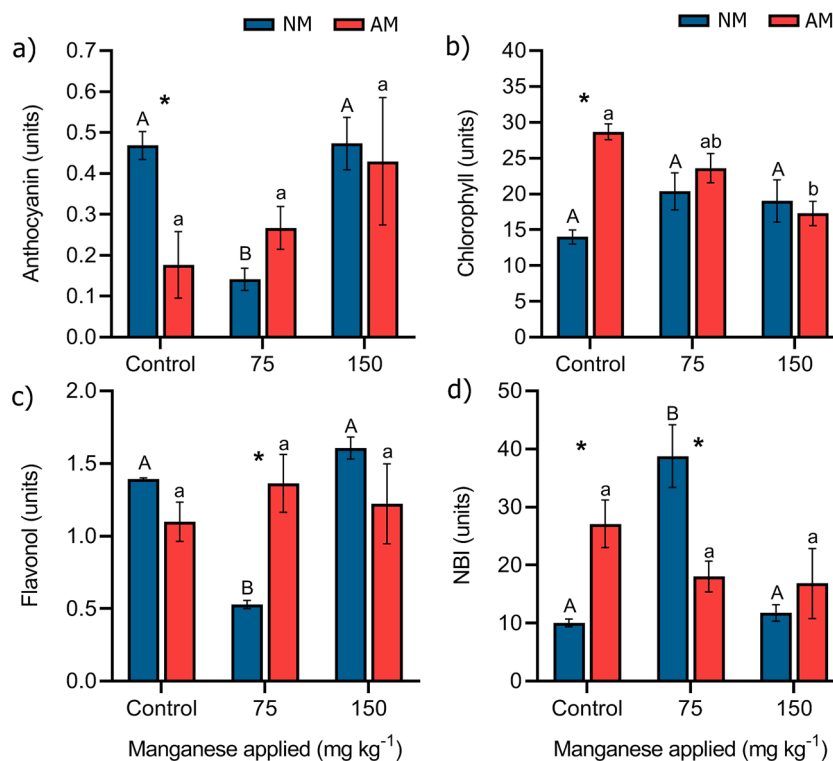 NM AM
a)
Anthocyanin (units)
0.7
0.6
0.5
0.4
0.3
0.2
0.1
0.0
A * a B a A a
Control 75 150
NM AM
b)
Chlorophyll (units)
40
35
30
25
20
15
10
5
0
A * a A ab A b
Control 75 150
c)
Flavonol (units)
2.0
1.5
1.0
0.5
0.0
A a B * a A a
Control 75 150
Manganese applied (mg kg⁻¹)
d)
NBI (units)
50
40
30
20
10
0
A * a B * a A a
Control 75 150
Manganese applied (mg kg⁻¹)